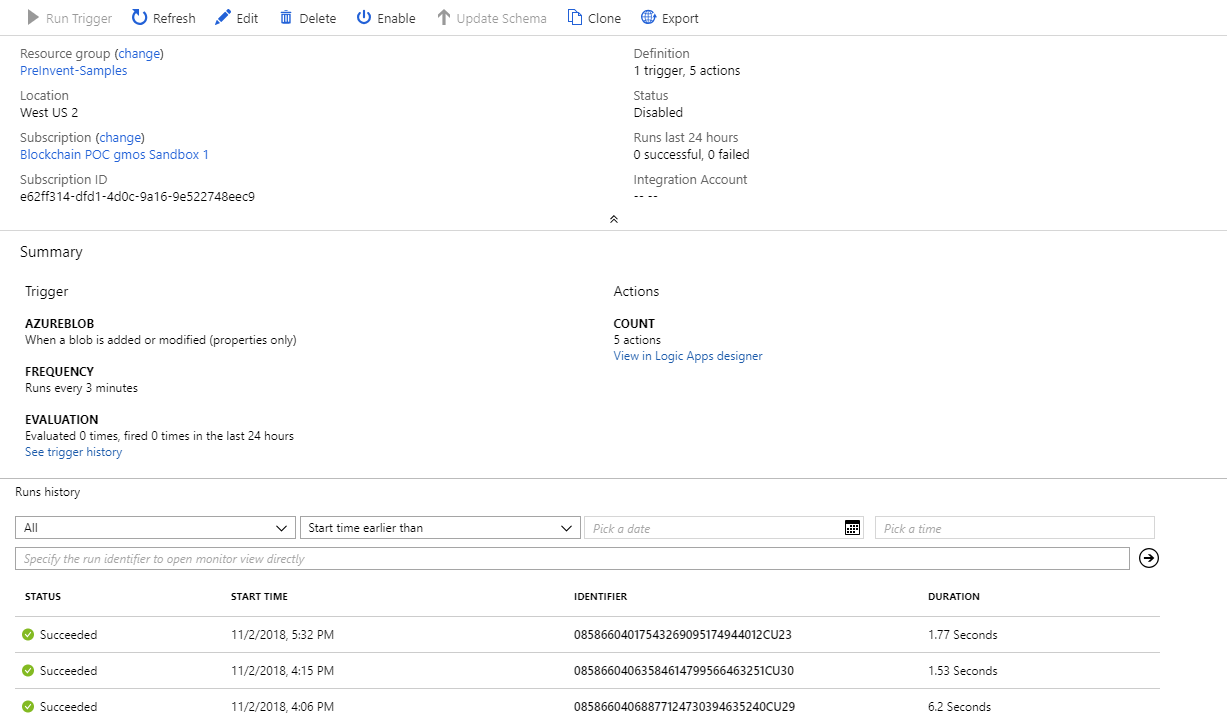 Run Trigger Refresh Edit Delete Enable Update Schema Clone Export
Resource group (change)
PreInvent-Samples
Location
West US 2
Subscription (change)
Blockchain POC gmos Sandbox 1
Subscription ID
e62ff314-dfd1-4d0c-9a16-9e522748eec9
Definition
1 trigger, 5 actions
Status
Disabled
Runs last 24 hours
0 successful, 0 failed
Integration Account
-- --
Summary
Trigger
AZUREBLOB
When a blob is added or modified (properties only)
FREQUENCY
Runs every 3 minutes
EVALUATION
Evaluated 0 times, fired 0 times in the last 24 hours
See trigger history
Actions
COUNT
5 actions
View in Logic Apps designer
Runs history
All Start time earlier than Pick a date Pick a time
Specify the run identifier to open monitor view directly
STATUS START TIME IDENTIFIER DURATION
Succeeded 11/2/2018, 5:32 PM 08586604017543269095174944012CU23 1.77 Seconds
Succeeded 11/2/2018, 4:15 PM 08586604063584614799566463251CU30 1.53 Seconds
Succeeded 11/2/2018, 4:06 PM 08586604068877124730394635240CU29 6.2 Seconds